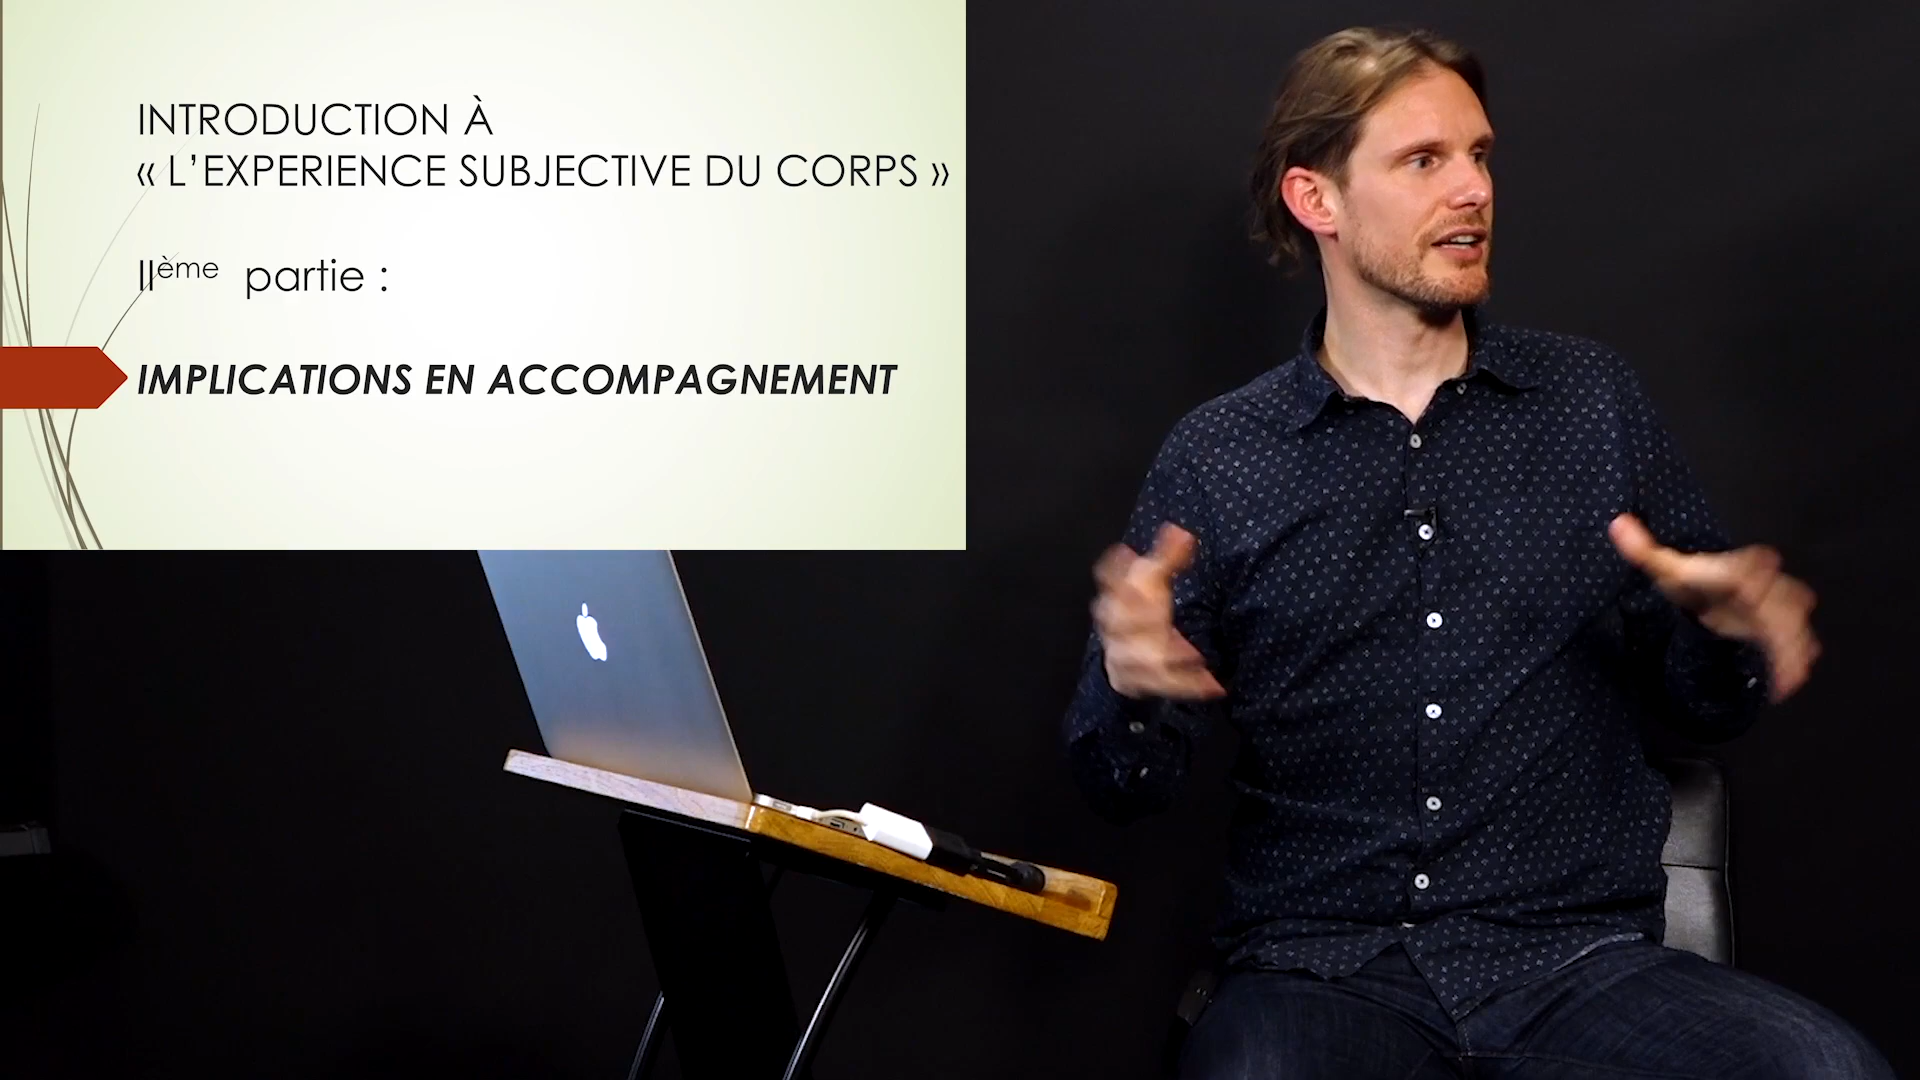 INTRODUCTION À
« L’EXPERIENCE SUBJECTIVE DU CORPS »
IIème partie :
IMPLICATIONS EN ACCOMPAGNEMENT